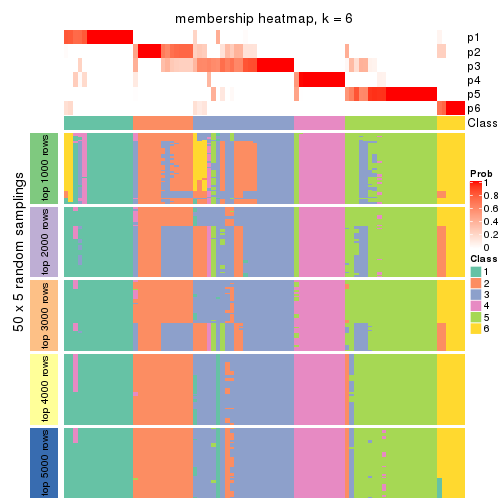 membership heatmap, k = 6
p1
p2
p3
p4
p5
p6
Class
50 x 5 random samplings
top 1000 rows
top 2000 rows
top 3000 rows
top 4000 rows
top 5000 rows
Prob
1
0.8
0.6
0.4
0.2
0
Class
1
2
3
4
5
6